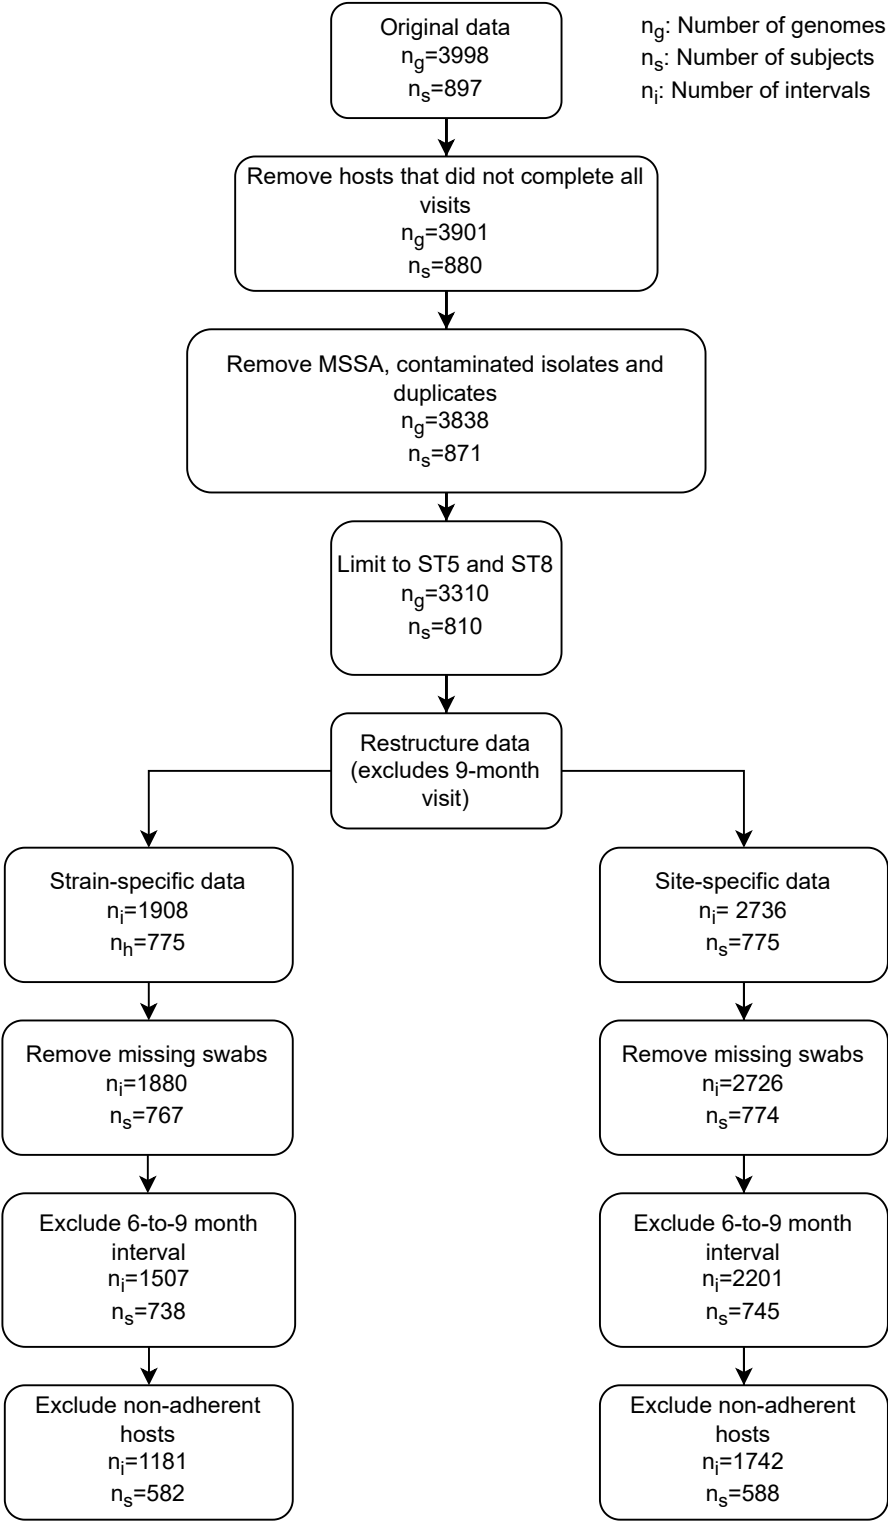 Original data
ng=3998
ns=897
ng: Number of genomes
ns: Number of subjects
ni: Number of intervals
Remove hosts that did not complete all
visits
ng=3901
ns=880
Remove MSSA, contaminated isolates and
duplicates
ng=3838
ns=871
Limit to ST5 and ST8
ng=3310
ns=810
Restructure data
(excludes 9-month
visit)
Strain-specific data
ni=1908
nh=775
Remove missing swabs
ni=1880
ns=767
Exclude 6-to-9 month
interval
ni=1507
ns=738
Exclude non-adherent
hosts
ni=1181
ns=582
Site-specific data
ni= 2736
ns=775
Remove missing swabs
ni=2726
ns=774
Exclude 6-to-9 month
interval
ni=2201
ns=745
Exclude non-adherent
hosts
ni=1742
ns=588